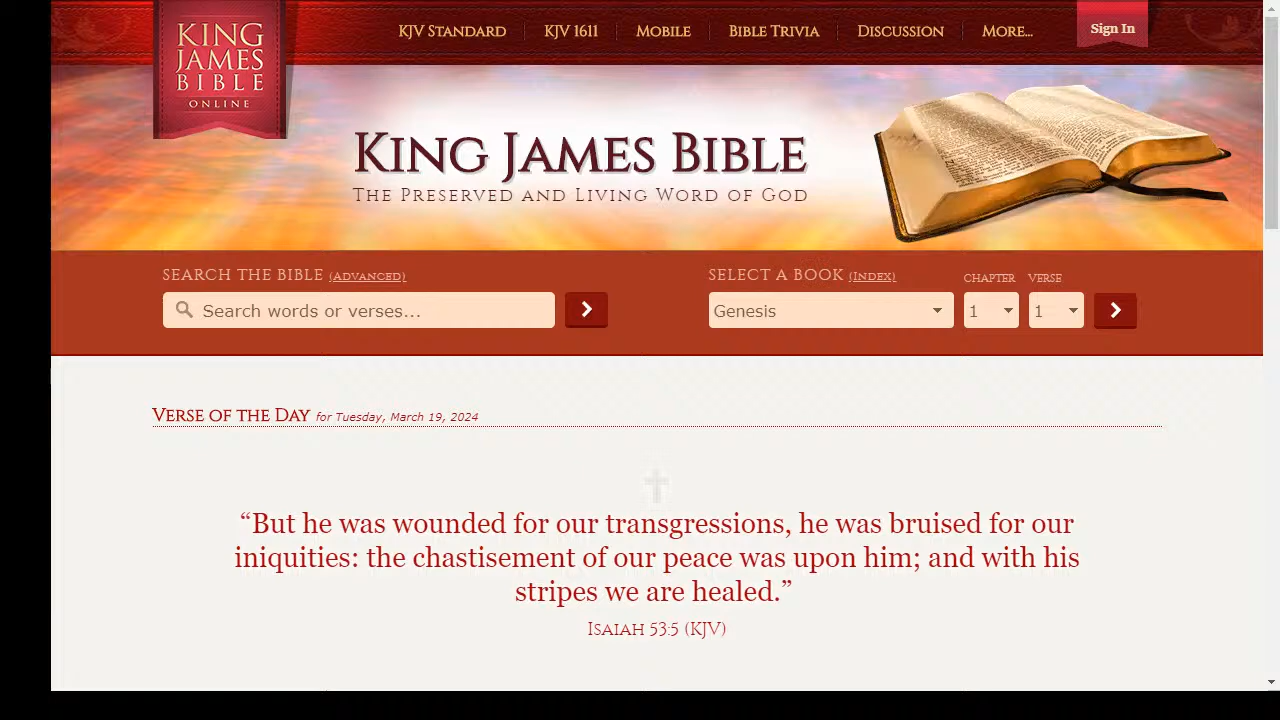 KING
JAMES
BIBLE
ONLINE
KJV STANDARD
KJV 1611
MOBILE
BIBLE TRIVIA
DISCUSSION
MORE...
Sign In
KING JAMES BIBLE
THE PRESERVED AND LIVING WORD OF GOD
SEARCH THE BIBLE (ADVANCED)
SELECT A BOOK (INDEX)
CHAPTER
VERSE
Search words or verses...
Genesis
1
1
VERSE OF THE DAY for Tuesday, March 19, 2024
“But he was wounded for our transgressions, he was bruised for our
iniquities: the chastisement of our peace was upon him; and with his
stripes we are healed.”
ISAIAH 53:5 (KJV)